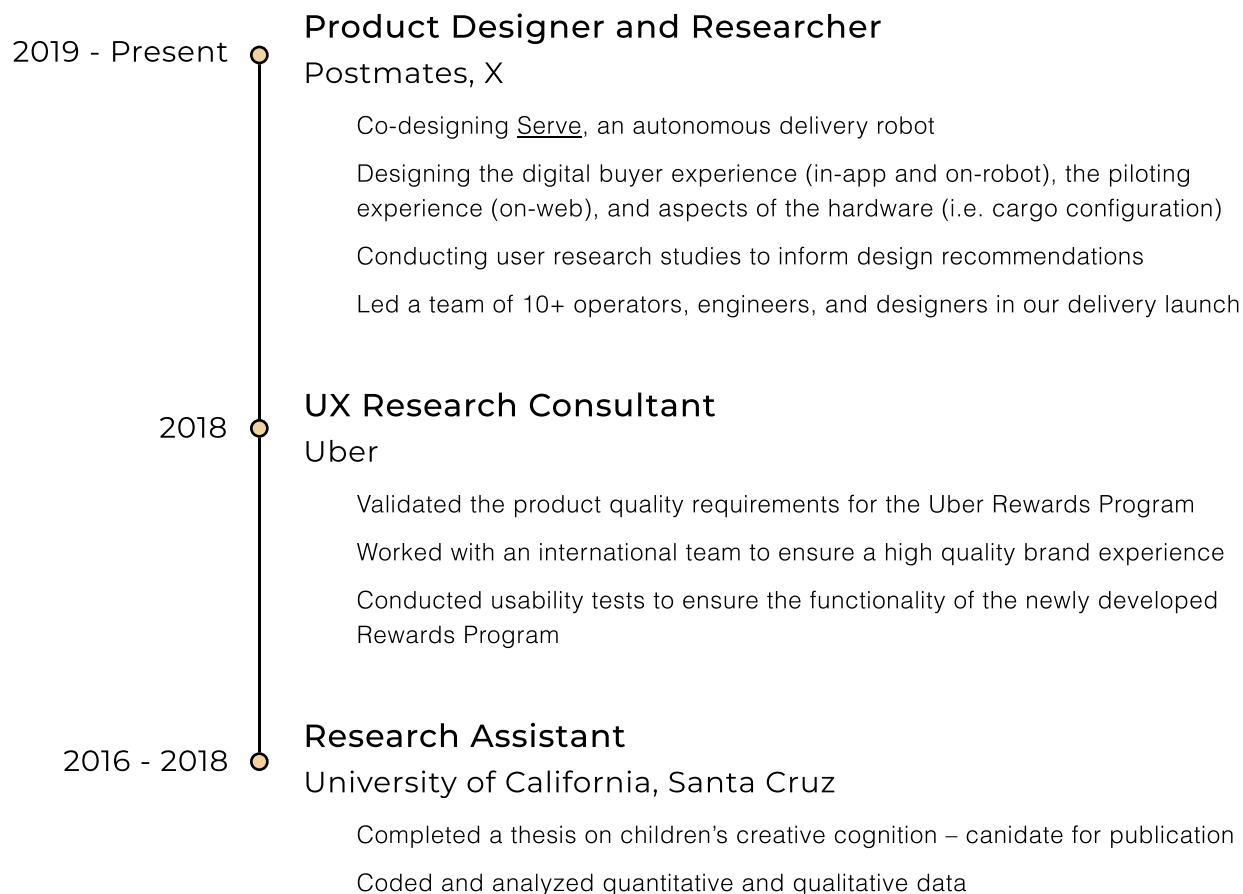 Product Designer and Researcher
2019 - Present
Postmates, X
Co-designing Serve, an autonomous delivery robot
Designing the digital buyer experience (in-app and on-robot), the piloting
experience (on-web), and aspects of the hardware (i.e. cargo configuration)
Conducting user research studies to inform design recommendations
Led a team of 10+ operators, engineers, and designers in our delivery launch
UX Research Consultant
2018
Uber
Validated the product quality requirements for the Uber Rewards Program
Worked with an international team to ensure a high quality brand experience
Conducted usability tests to ensure the functionality of the newly developed
Rewards Program
Research Assistant
2016 - 2018
University of California, Santa Cruz
Completed a thesis on children’s creative cognition – canidate for publication
Coded and analyzed quantitative and qualitative data